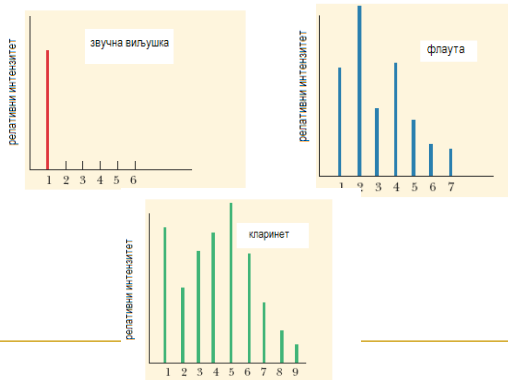 релативни интензитет
звучна виљушка
1 2 3 4 5 6
релативни интензитет
флаута
1 2 3 4 5 6 7
релативни интензитет
кларинет
1 2 3 4 5 6 7 8 9